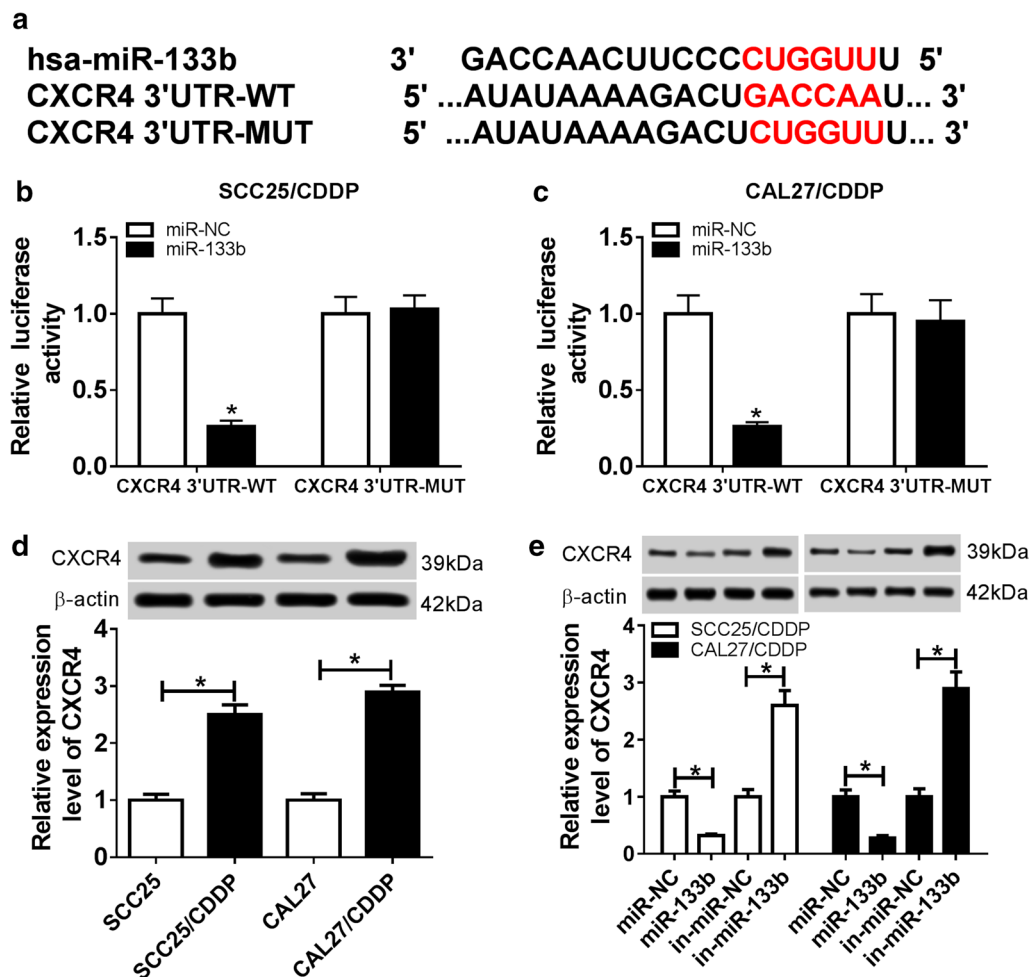 a
hsa-miR-133b 3' GACCAACUUCCCCUGGUUU 5'
CXCR4 3'UTR-WT 5' ...AUAUAAAAGACUGACCAAU... 3'
CXCR4 3'UTR-MUT 5' ...AUAUAAAAGACUCUGGUUU... 3'
b
SCC25/CDDP
miR-NC
miR-133b
Relative luciferase
activity
1.5
1.0
0.5
0.0
*
CXCR4 3'UTR-WT CXCR4 3'UTR-MUT
c
CAL27/CDDP
miR-NC
miR-133b
Relative luciferase
activity
1.5
1.0
0.5
0.0
*
CXCR4 3'UTR-WT CXCR4 3'UTR-MUT
d
CXCR4 39kDa
β-actin 42kDa
Relative expression
level of CXCR4
4
3
2
1
0
* *
SCC25 SCC25/CDDP CAL27 CAL27/CDDP
e
CXCR4 39kDa
β-actin 42kDa
SCC25/CDDP
CAL27/CDDP
Relative expression
level of CXCR4
4
3
2
1
0
* * * *
miR-NC miR-133b in-miR-NC in-miR-133b miR-NC miR-133b in-miR-NC in-miR-133b